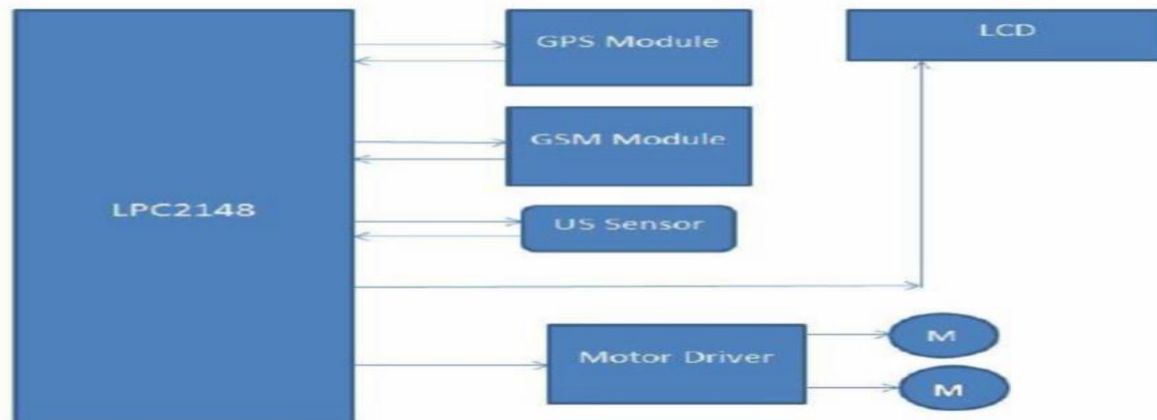 GPS Module
LCD
GSM Module
LPC2148
US Sensor
Motor Driver
M
M